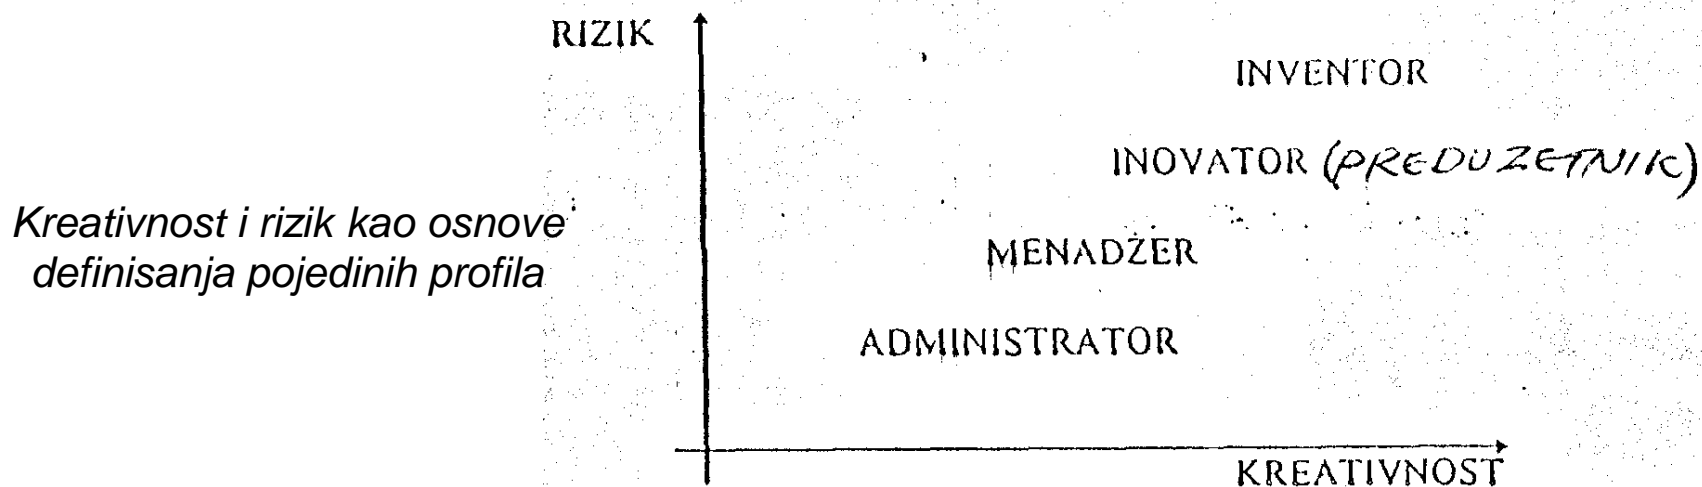 RIZIK
INVENTOR
INOVATOR (PREDUZETNIK)
Kreativnost i rizik kao osnove
definisanja pojedinih profila
MENADŽER
ADMINISTRATOR
KREATIVNOST